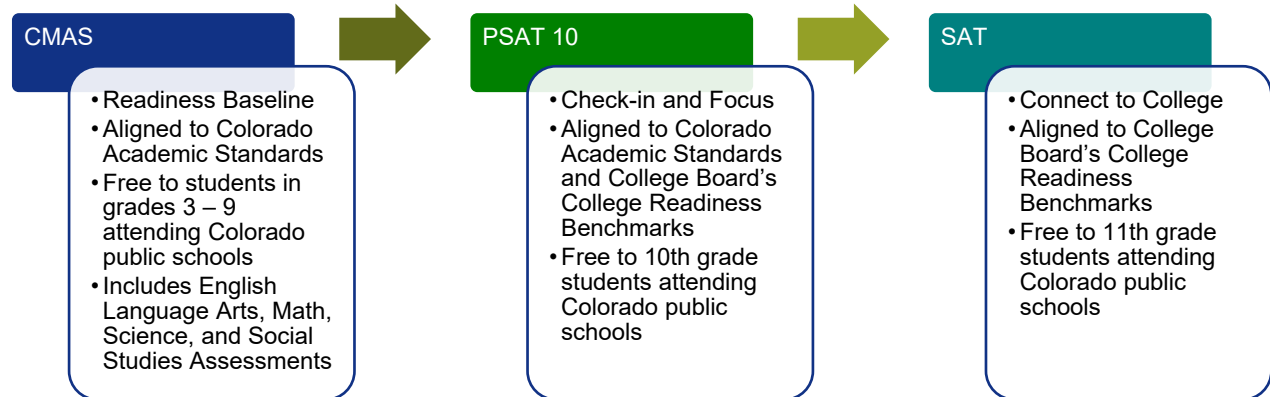 CMAS
• Readiness Baseline
• Aligned to Colorado
Academic Standards
• Free to students in
grades 3 – 9
attending Colorado
public schools
• Includes English
Language Arts, Math,
Science, and Social
Studies Assessments
PSAT 10
• Check-in and Focus
• Aligned to Colorado
Academic Standards
and College Board’s
College Readiness
Benchmarks
• Free to 10th grade
students attending
Colorado public
schools
SAT
• Connect to College
• Aligned to College
Board’s College
Readiness
Benchmarks
• Free to 11th grade
students attending
Colorado public
schools